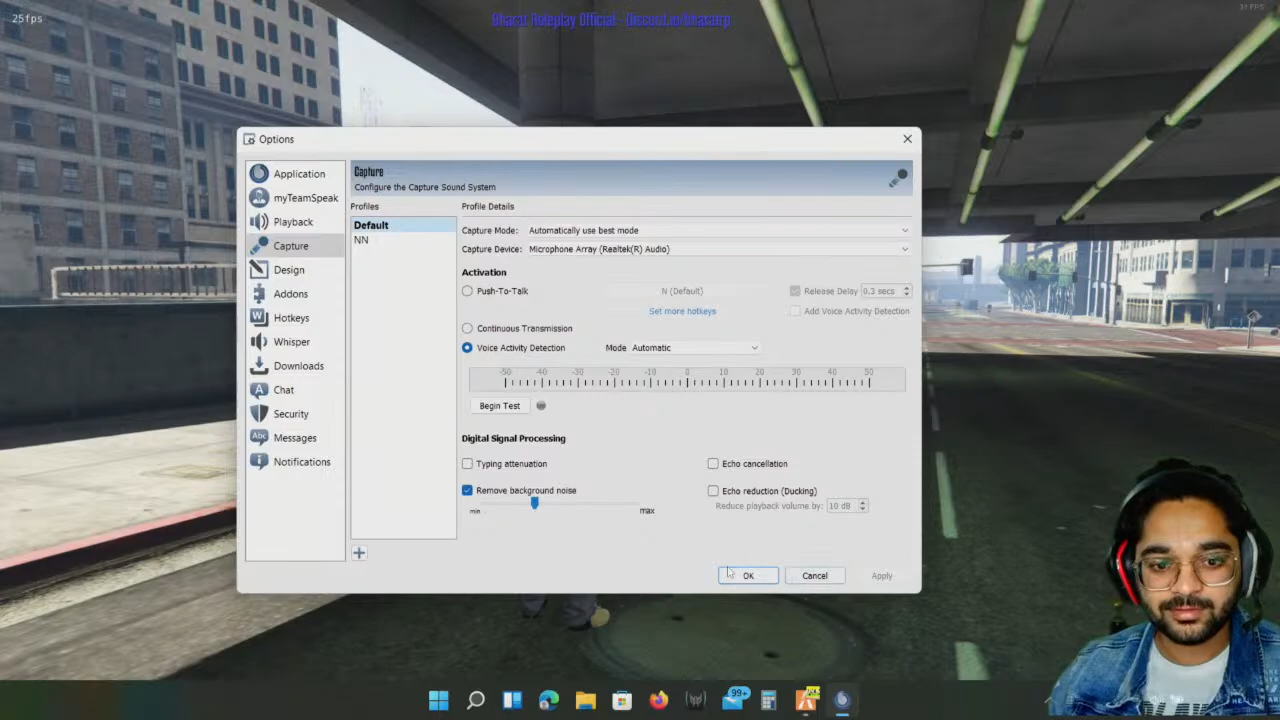 25fps
Bharat Roleplay Official - Discord.io/bharatrp
31 FPS
Options
Application
myTeamSpeak
Playback
Capture
Design
Addons
Hotkeys
Whisper
Downloads
Chat
Security
Messages
Notifications
Capture
Configure the Capture Sound System
Profiles
Default
NN
Profile Details
Capture Mode: Automatically use best mode
Capture Device: Microphone Array (Realtek(R) Audio)
Activation
Push-To-Talk N (Default) Release Delay 0.3 secs
Set more hotkeys Add Voice Activity Detection
Continuous Transmission
Voice Activity Detection Mode Automatic
-50 -40 -30 -20 -10 0 10 20 30 40 50
Begin Test
Digital Signal Processing
Typing attenuation Echo cancellation
Remove background noise Echo reduction (Ducking)
min max Reduce playback volume by: 10 dB
OK Cancel Apply
99+